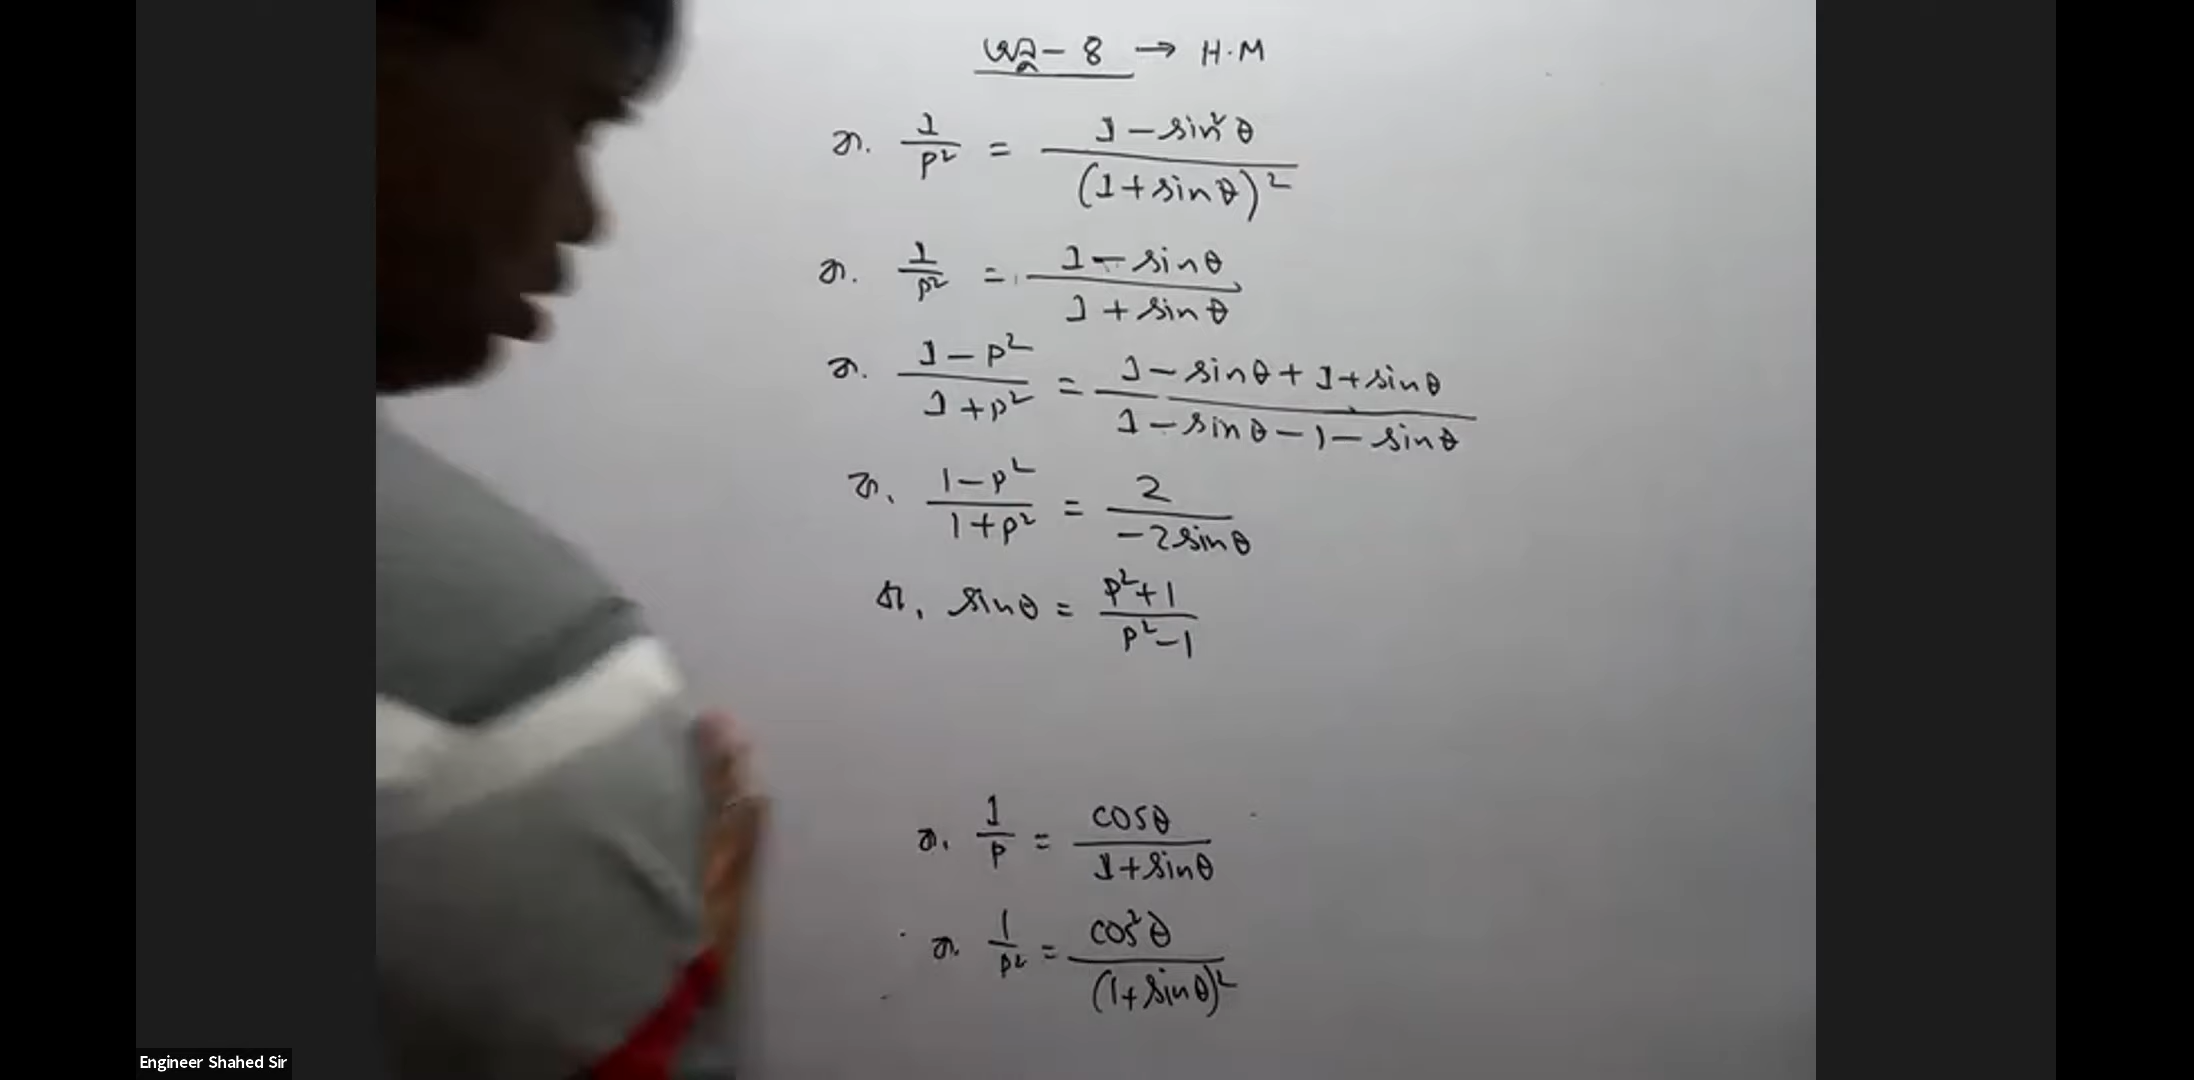 প্রশ্ন-8 → H.M
বা. 1/P² = (1 - sin²θ)/(1 + sinθ)²
বা. 1/P² = (1 - sinθ)/(1 + sinθ)
বা. (1 - P²)/(1 + P²) = (1 - sinθ + 1 + sinθ)/(1 - sinθ - 1 - sinθ)
বা. (1 - P²)/(1 + P²) = 2/(-2sinθ)
বা. sinθ = (P² + 1)/(P² - 1)
বা. 1/P = cosθ/(1 + sinθ)
বা. 1/P² = cos²θ/(1 + sinθ)²
Engineer Shahed Sir